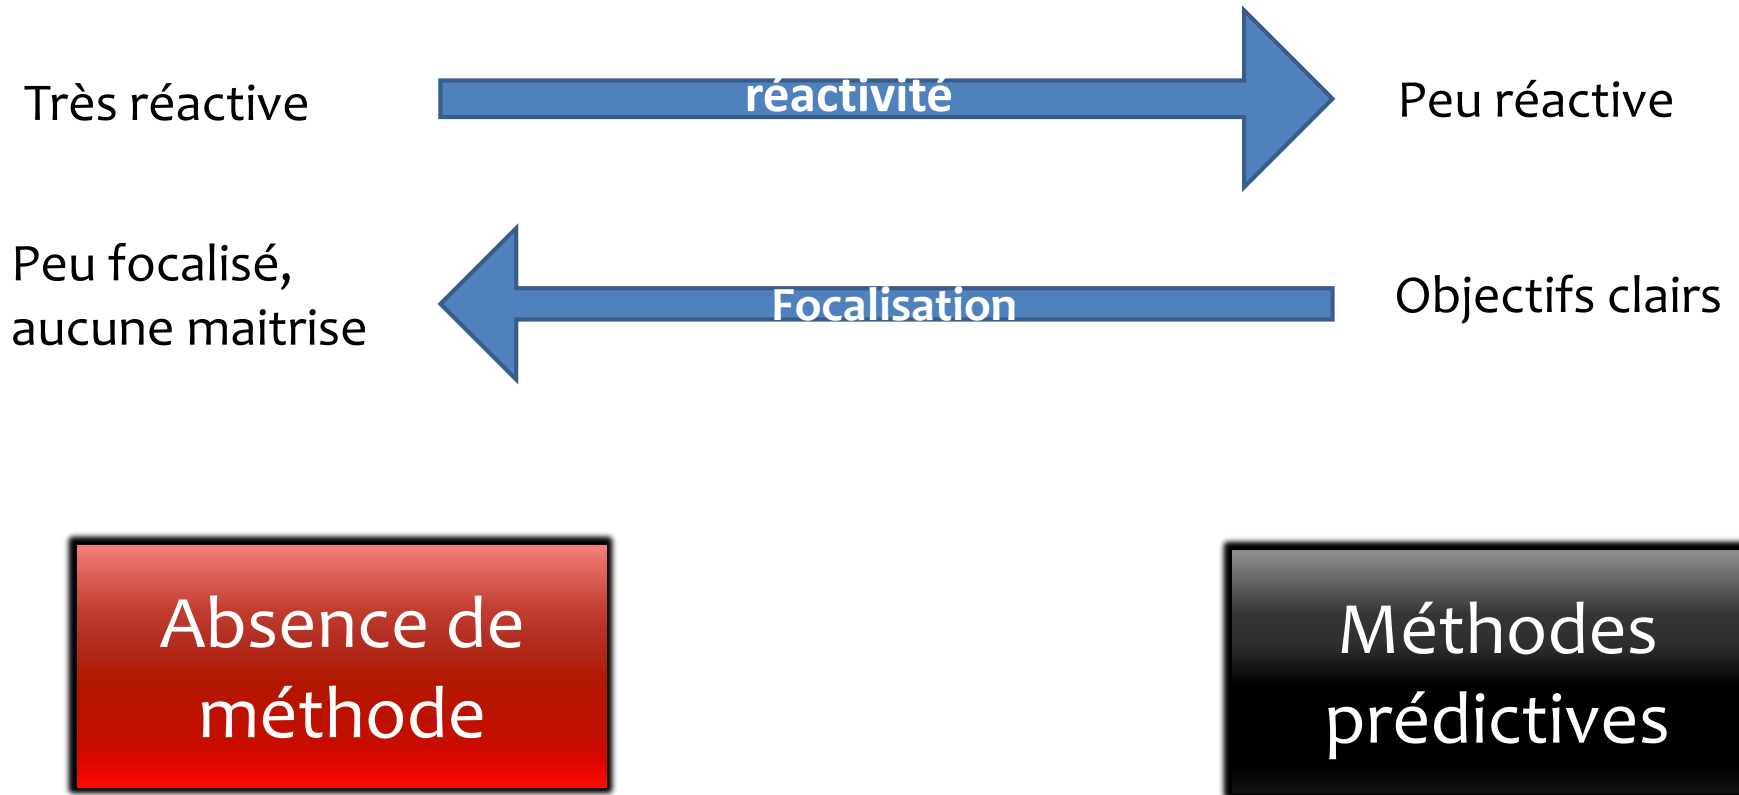 Très réactive
réactivité
Peu réactive
Peu focalisé,
aucune maitrise
Focalisation
Objectifs clairs
Absence de
méthode
Méthodes
prédictives